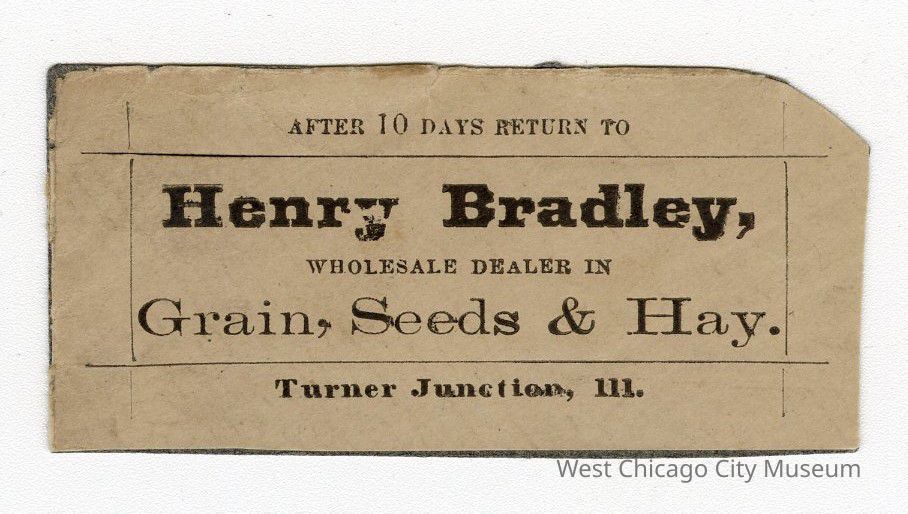 AFTER 10 DAYS RETURN TO
Henry Bradley,
WHOLESALE DEALER IN
Grain, Seeds & Hay.
Turner Junction, Ill.
West Chicago City Museum